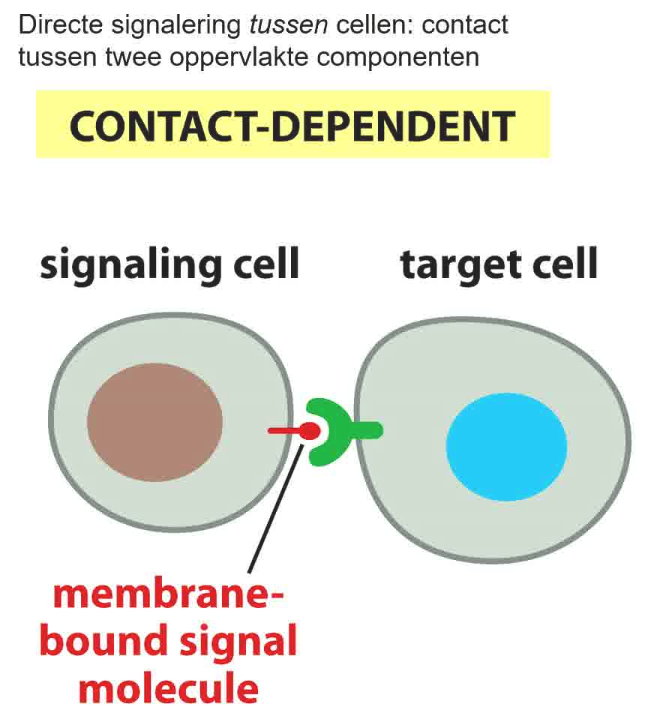 Directe signalering tussen cellen: contact
tussen twee oppervlakte componenten
CONTACT-DEPENDENT
signaling cell
target cell
membrane-
bound signal
molecule